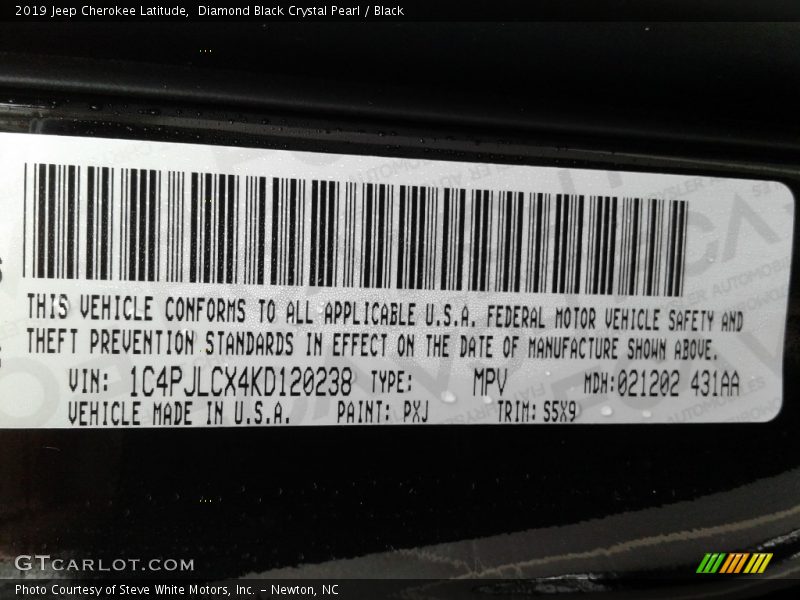 2019 Jeep Cherokee Latitude,  Diamond Black Crystal Pearl / Black
THIS VEHICLE CONFORMS TO ALL APPLICABLE U.S.A. FEDERAL MOTOR VEHICLE SAFETY AND
THEFT PREVENTION STANDARDS IN EFFECT ON THE DATE OF MANUFACTURE SHOWN ABOVE.
VIN: 1C4PJLCX4KD120238 TYPE: MPV MDH:021202 431AA
VEHICLE MADE IN U.S.A. PAINT: PXJ TRIM: S5X9
GTCARLOT.COM
Photo Courtesy of Steve White Motors, Inc. – Newton, NC